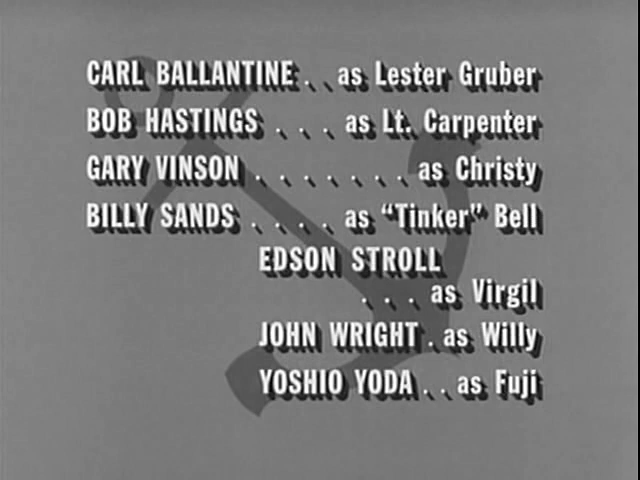 CARL BALLANTINE . . as Lester Gruber
BOB HASTINGS . . . . as Lt. Carpenter
GARY VINSON . . . . . . . as Christy
BILLY SANDS . . . . as "Tinker" Bell
EDSON STROLL
. . . as Virgil
JOHN WRIGHT . as Willy
YOSHIO YODA . . as Fuji